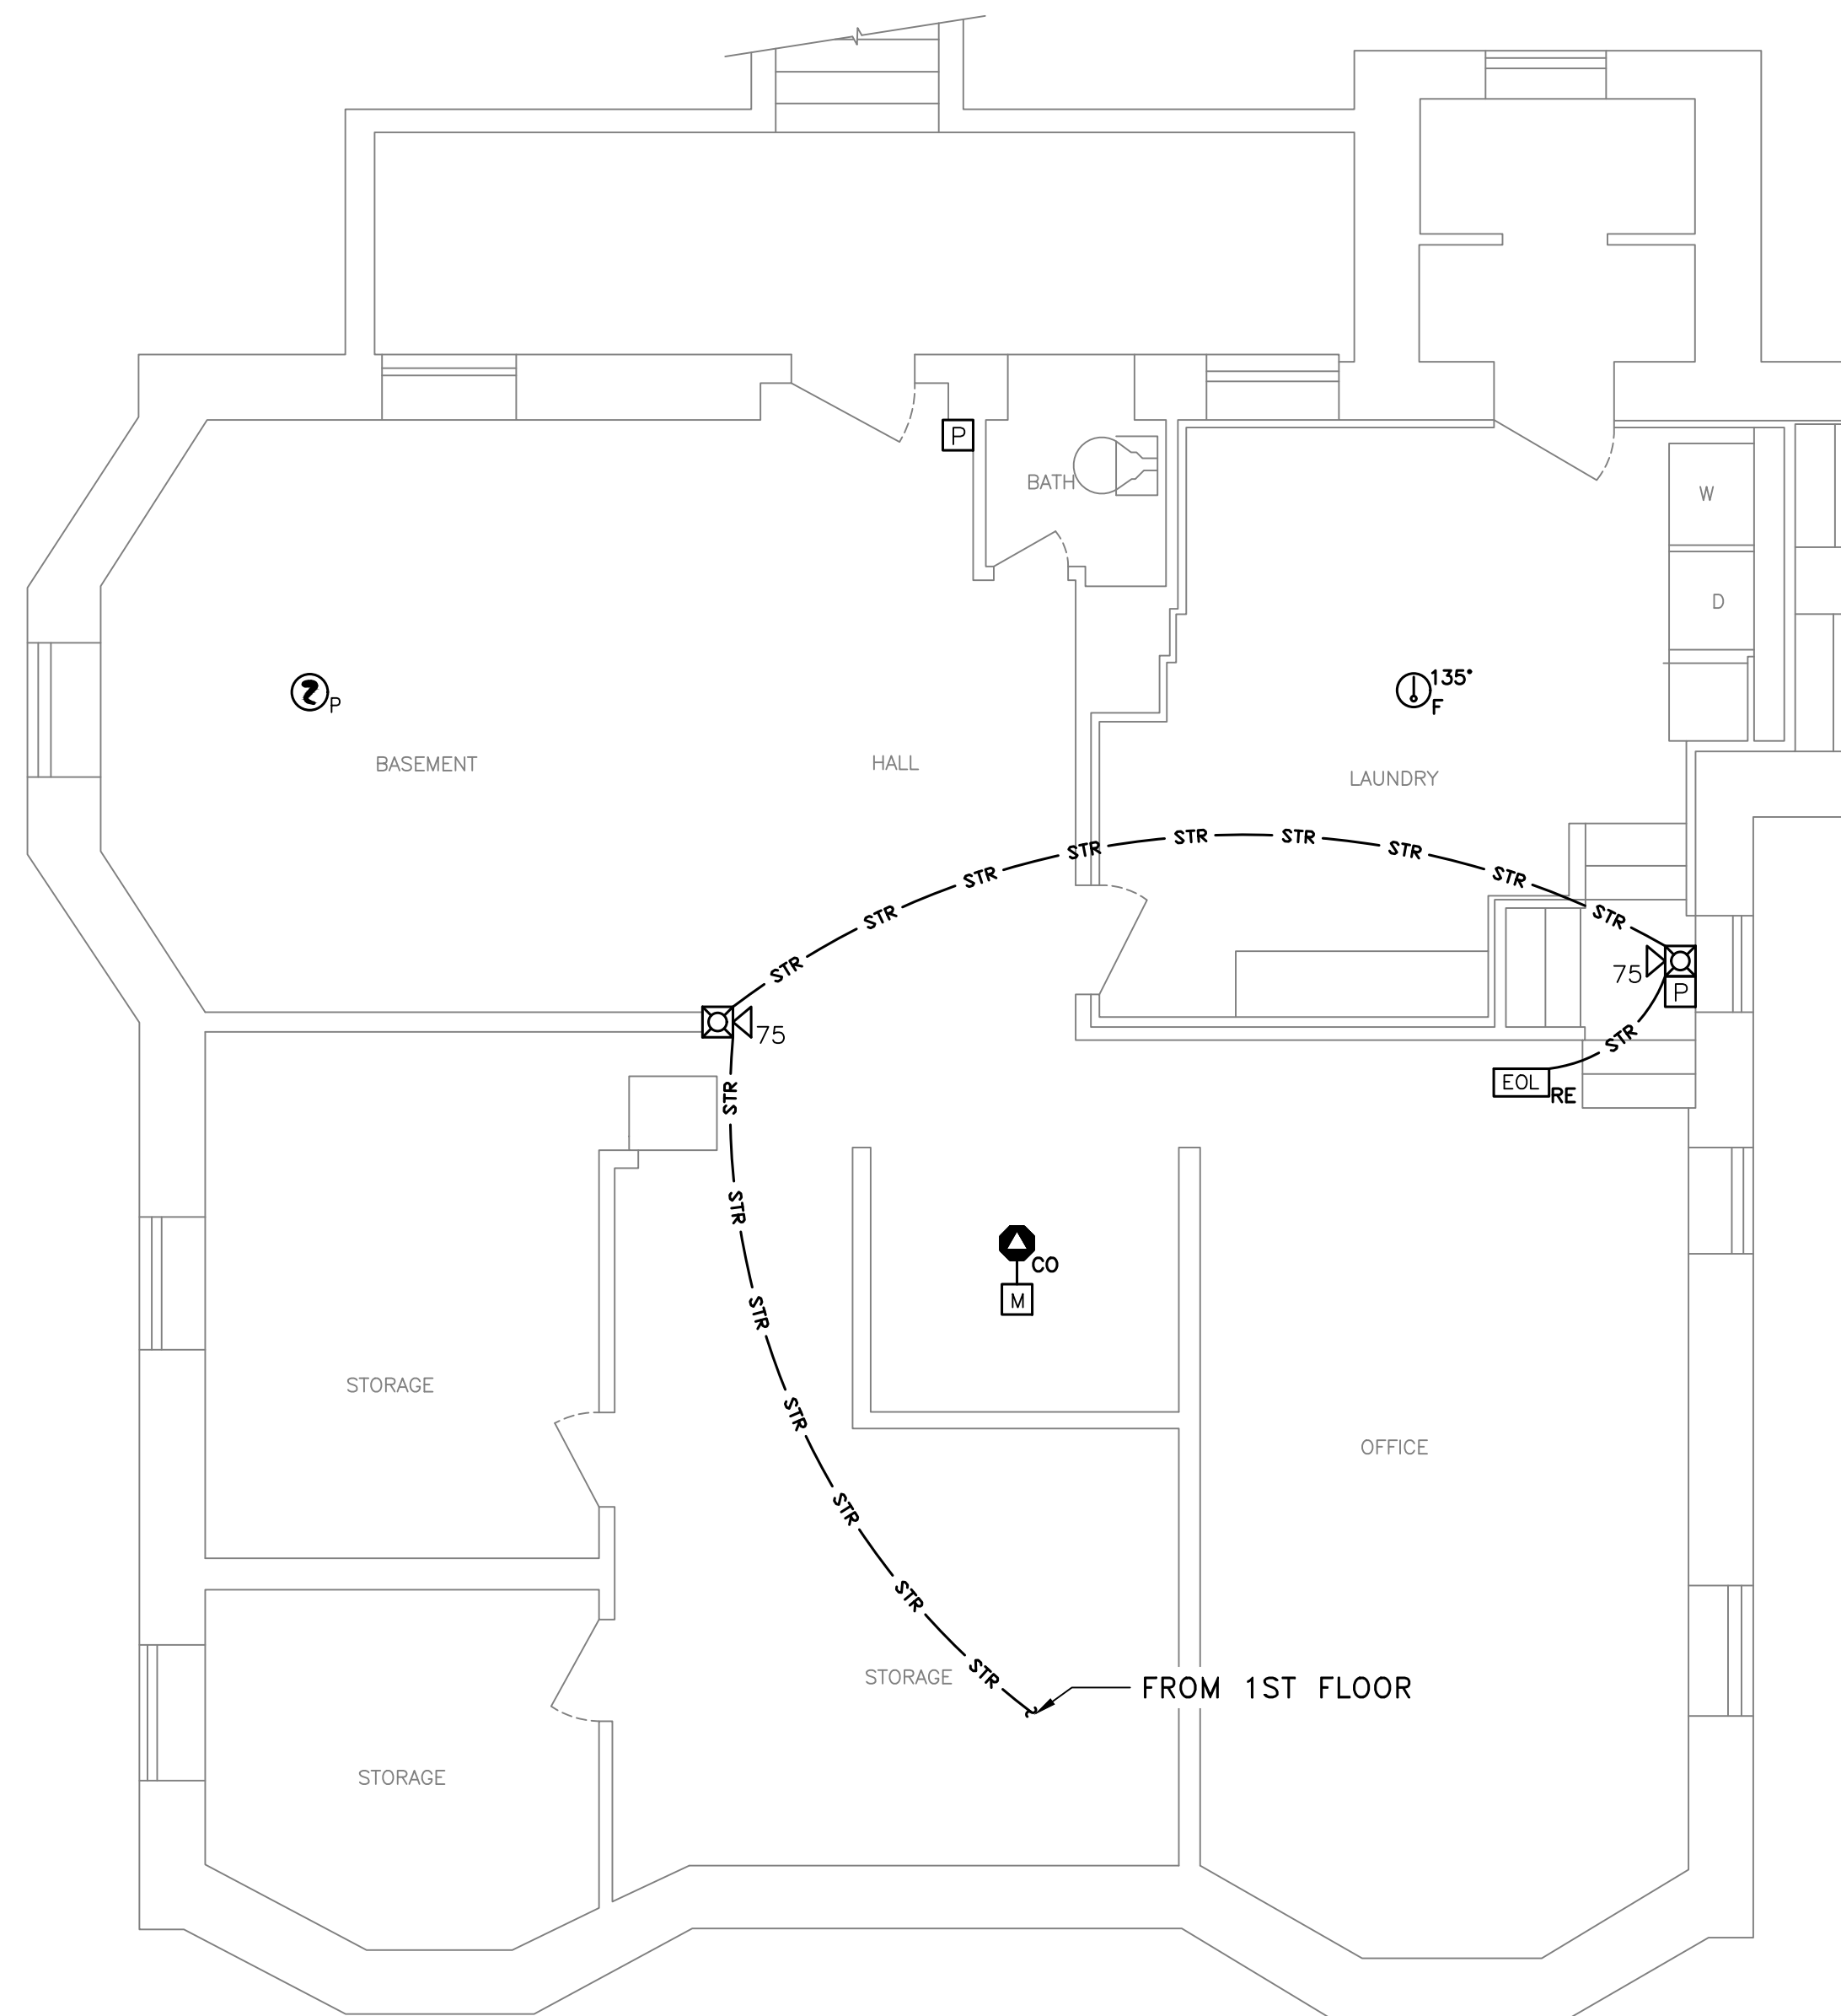 P
BATH
W
D
135°
F
P
BASEMENT
HALL
LAUNDRY
STR
STR
STR
STR
STR
STR
STR
STR
STR
75
P
75
STR
EOL
RE
STR
STR
CO
M
STR
STORAGE
STR
OFFICE
STR
STR
STORAGE
STR
FROM 1ST FLOOR
STORAGE